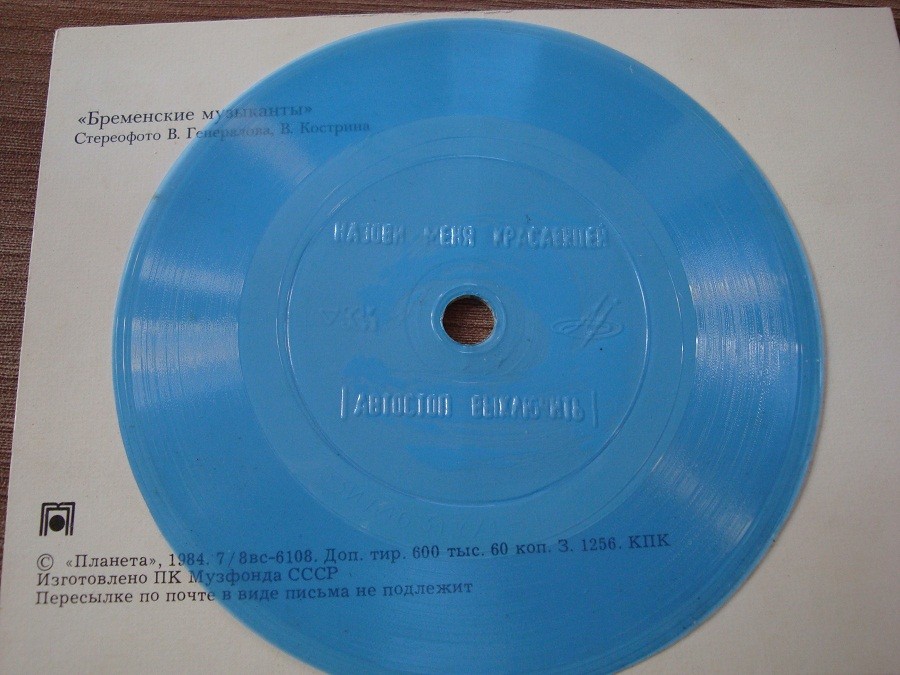 «Бременские музыканты»
Стереофото В. Генералова, В. Кострина
НАЗОВИ МЕНЯ КРАСАВИЦЕЙ
АВТОСТОП ВЫКЛЮЧИТЬ
© «Планета», 1984. 7/8вс-6108. Доп. тир. 600 тыс. 60 коп. З. 1256. КПК
Изготовлено ПК Музфонда СССР
Пересылке по почте в виде письма не подлежит